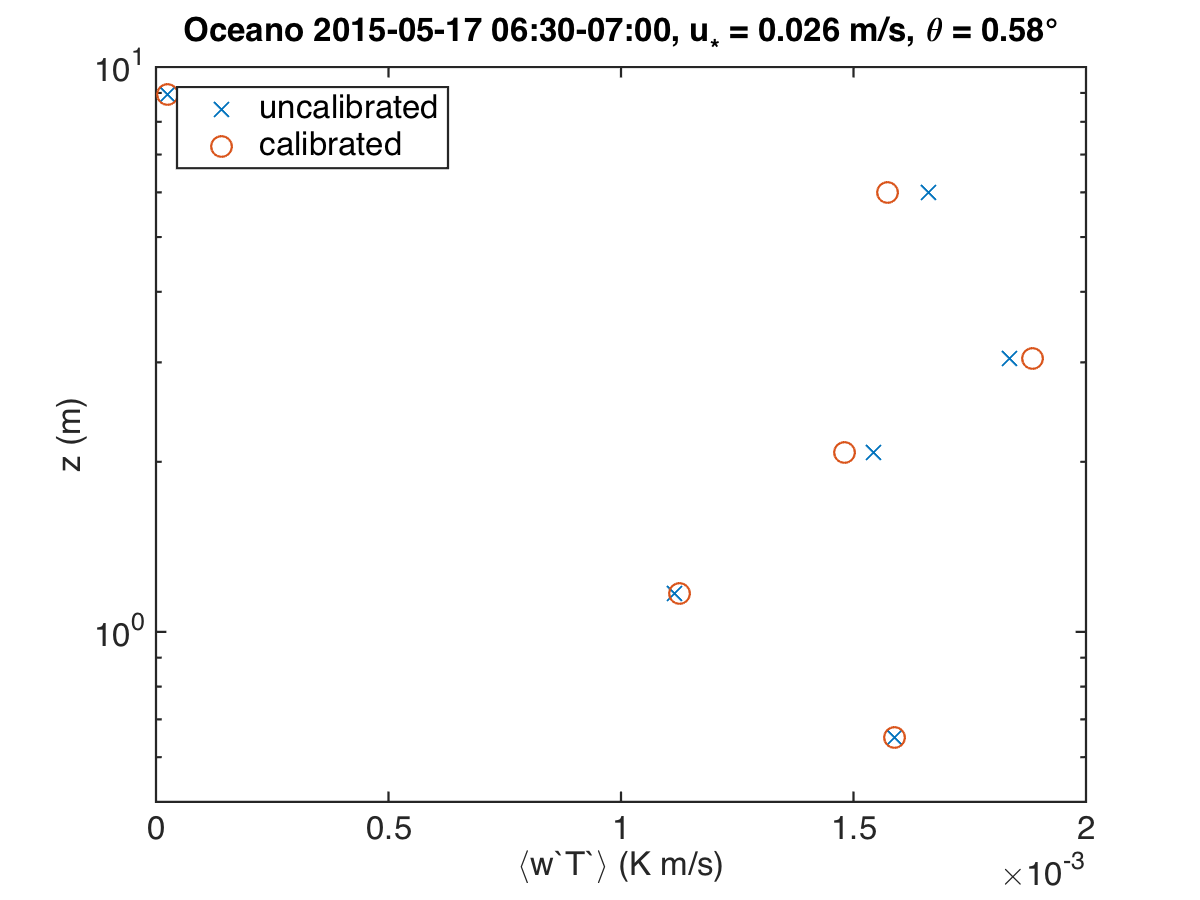 Oceano 2015-05-17 06:30-07:00, u* = 0.026 m/s, θ = 0.58°
10¹
uncalibrated
calibrated
z (m)
10⁰
0 0.5 1 1.5 2
⟨w`T`⟩ (K m/s)
×10⁻³